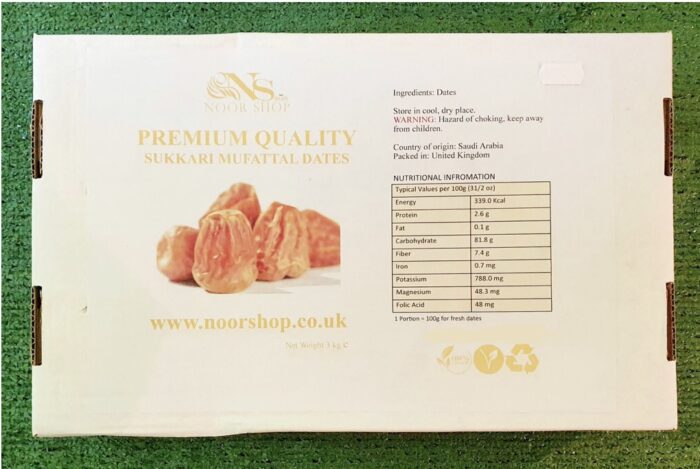 NS
NOOR SHOP
PREMIUM QUALITY
SUKKARI MUFATTAL DATES
www.noorshop.co.uk
Net Weight 3 kg ℮
Ingredients: Dates
Store in cool, dry place.
WARNING: Hazard of choking, keep away
from children.
Country of origin: Saudi Arabia
Packed in: United Kingdom
NUTRITIONAL INFROMATION
Typical Values per 100g (31/2 oz)
Energy 339.0 Kcal
Protein 2.6 g
Fat 0.1 g
Carbohydrate 81.8 g
Fiber 7.4 g
Iron 0.7 mg
Potassium 788.0 mg
Magnesium 48.3 mg
Folic Acid 48 mg
1 Portion = 100g for fresh dates
100%